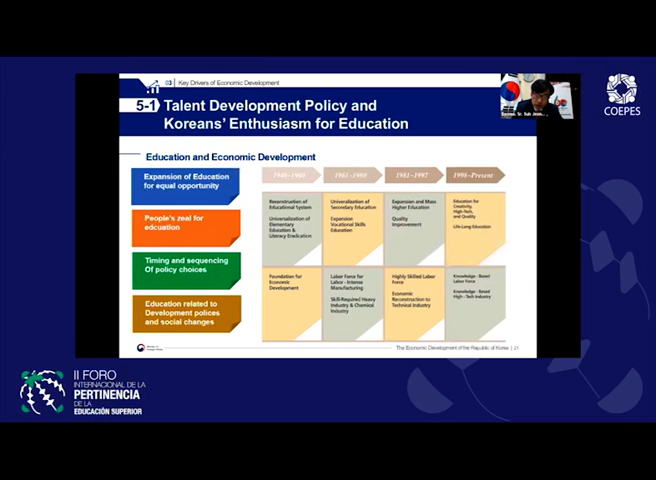 03 | Key Drivers of Economic Development
5-1 Talent Development Policy and
Koreans' Enthusiasm for Education
COEPES
Education and Economic Development
Expansion of Education
for equal opportunity
People's zeal for
edcuation
Timing and sequencing
Of policy choices
Education related to
Development polices
and social changes
1945~1960
1961~1980
1981~1997
1998~Present
Reconstruction of
Educational System
Universalization of
Elementary
Education &
Literacy Eradication
Universalization of
Secondary Education
Expansion
Vocational Skills
Education
Expansion and Mass
Higher Education
Quality
Improvement
Education for
Creativity,
High-Tech,
and Quality
Life-Long Education
Foundation for
Economic
Development
Labor Force for
Labor - Intense
Manufacturing
Skill-Required Heavy
Industry & Chemical
Industry
Highly Skilled Labor
Force
Economic
Reconstruction to
Technical Industry
Knowledge - Based
Labor Force
Knowledge - Based
High - Tech Industry
The Economic Development of the Republic of Korea | 21
II FORO
INTERNACIONAL DE LA
PERTINENCIA
DE LA
EDUCACIÓN SUPERIOR